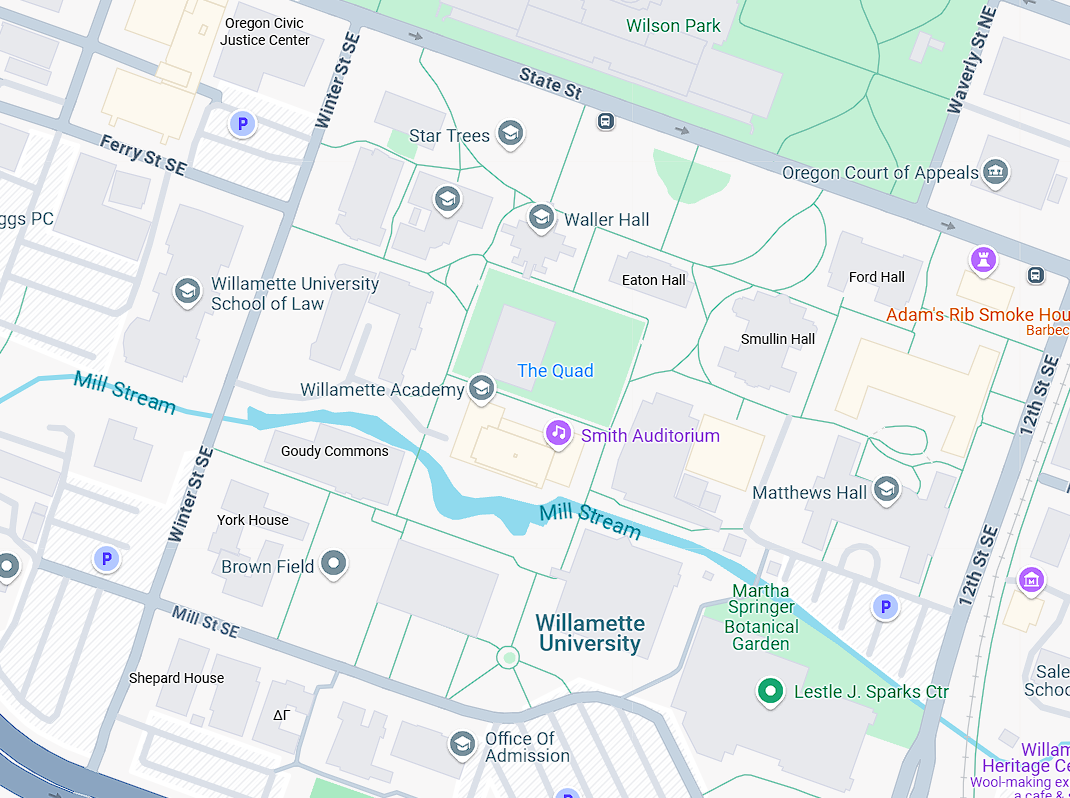 Oregon Civic
Justice Center
Wilson Park
Winter St SE
State St
Waverly St NE
P
Star Trees
Ferry St SE
Oregon Court of Appeals
ggs PC
Waller Hall
Willamette University
School of Law
Eaton Hall
Ford Hall
Adam's Rib Smoke Hou
Barbec
Smullin Hall
The Quad
Mill Stream
Willamette Academy
12th St SE
Smith Auditorium
Goudy Commons
Winter St SE
Matthews Hall
Mill Stream
York House
P
Brown Field
12th St SE
Martha
Springer
Botanical
Garden
P
Mill St SE
Willamette
University
Shepard House
Sale
Schoo
Lestle J. Sparks Ctr
ΔΓ
Office Of
Admission
Willam
Heritage Ce
Wool-making ex
a cafe &
P